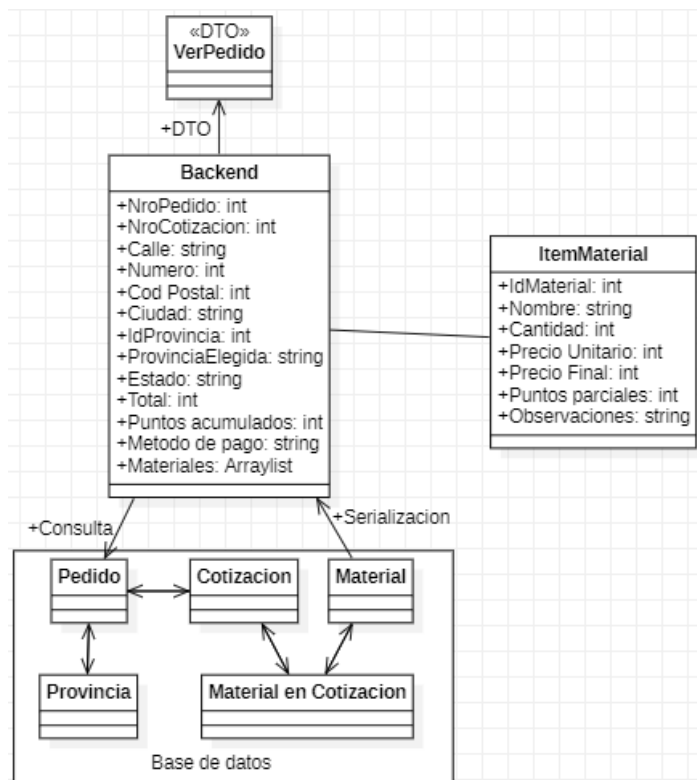 «DTO»
VerPedido
+DTO
Backend
+NroPedido: int
+NroCotizacion: int
+Calle: string
+Numero: int
+Cod Postal: int
+Ciudad: string
+IdProvincia: int
+ProvinciaElegida: string
+Estado: string
+Total: int
+Puntos acumulados: int
+Metodo de pago: string
+Materiales: Arraylist
ItemMaterial
+IdMaterial: int
+Nombre: string
+Cantidad: int
+Precio Unitario: int
+Precio Final: int
+Puntos parciales: int
+Observaciones: string
+Consulta
+Serializacion
Pedido
Cotizacion
Material
Provincia
Material en Cotizacion
Base de datos